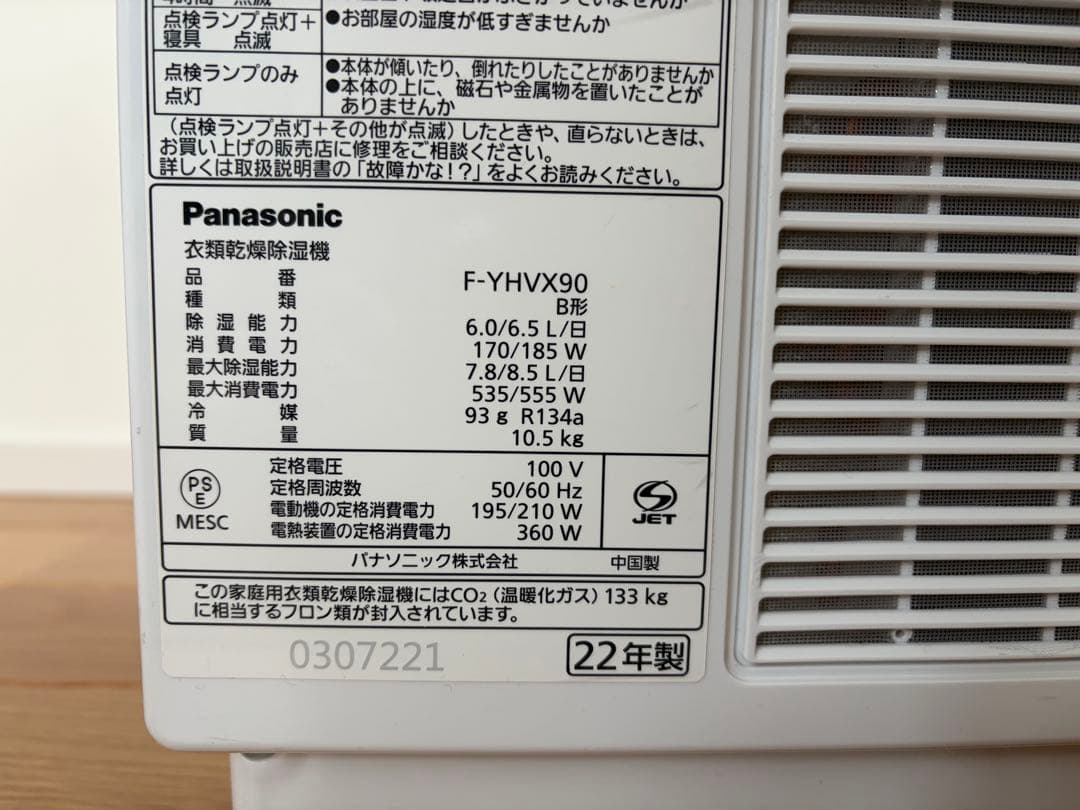 点検ランプ点灯＋ ●お部屋の湿度が低すぎませんか
寝具　点滅
点検ランプのみ ●本体が傾いたり、倒れたりしたことがありませんか
点灯 ●本体の上に、磁石や金属物を置いたことが
ありませんか
（点検ランプ点灯＋その他が点滅）したときや、直らないときは、
お買い上げの販売店に修理をご相談ください。
詳しくは取扱説明書の「故障かな！？」をよくお読みください。
Panasonic
衣類乾燥除湿機
品番 F-YHVX90
種類 B形
除湿能力 6.0/6.5 L/日
消費電力 170/185 W
最大除湿能力 7.8/8.5 L/日
最大消費電力 535/555 W
冷媒 93 g R134a
質量 10.5 kg
PS
E
MESC
定格電圧 100 V
定格周波数 50/60 Hz
電動機の定格消費電力 195/210 W
電熱装置の定格消費電力 360 W
JET
パナソニック株式会社 中国製
この家庭用衣類乾燥除湿機にはCO₂（温暖化ガス）133 kg
に相当するフロン類が封入されています。
0307221 22年製